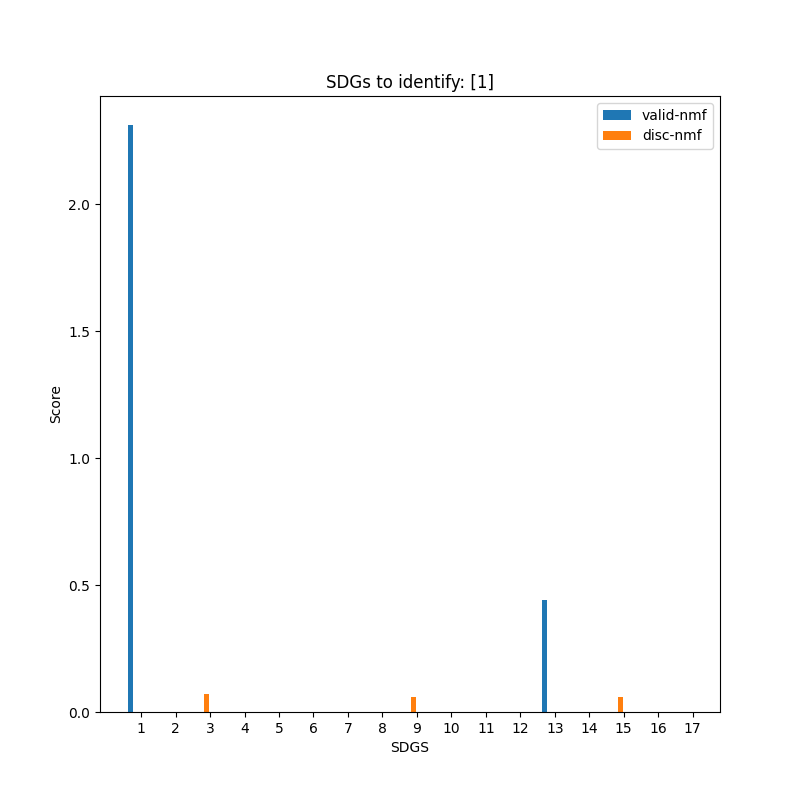 SDGs to identify: [1]
valid-nmf
disc-nmf
2.0
1.5
1.0
0.5
0.0
Score
1 2 3 4 5 6 7 8 9 10 11 12 13 14 15 16 17
SDGS